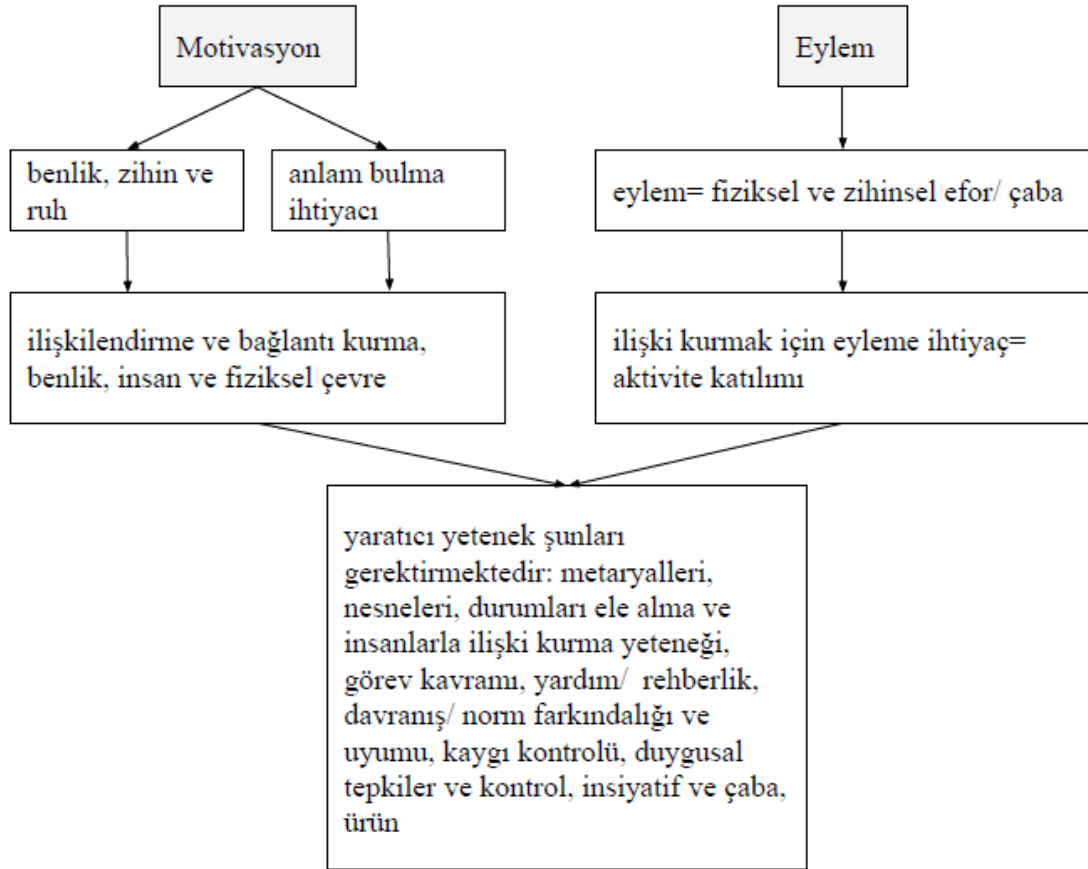 Motivasyon
Eylem
benlik, zihin ve
ruh
anlam bulma
ihtiyacı
eylem= fiziksel ve zihinsel efor/ çaba
ilişkilendirme ve bağlantı kurma,
benlik, insan ve fiziksel çevre
ilişki kurmak için eyleme ihtiyaç=
aktivite katılımı
yaratıcı yetenek şunları
gerektirmektedir: metaryalleri,
nesneleri, durumları ele alma ve
insanlarla ilişki kurma yeteneği,
görev kavramı, yardım/ rehberlik,
davranış/ norm farkındalığı ve
uyumu, kaygı kontrolü, duygusal
tepkiler ve kontrol, insiyatif ve çaba,
ürün